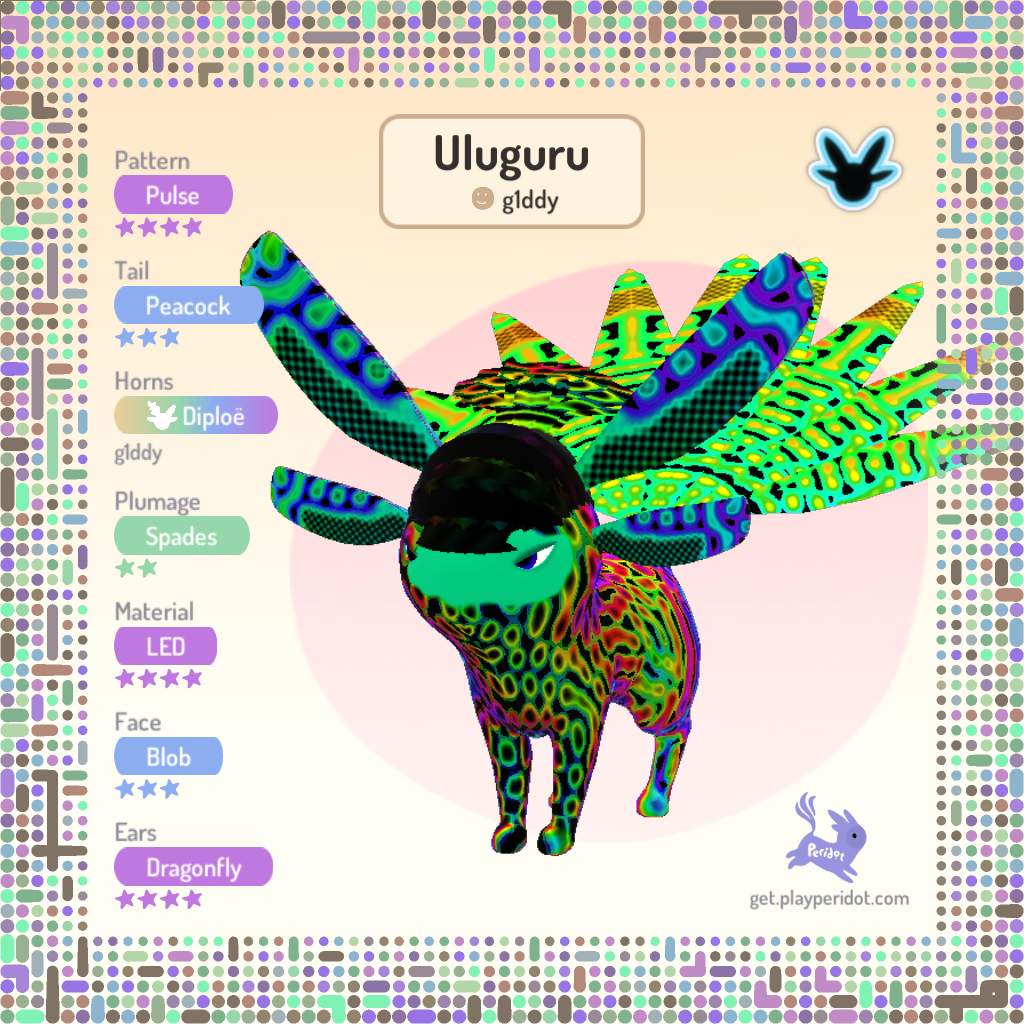 Uluguru
g1ddy
Pattern
Pulse
Tail
Peacock
Horns
Diploë
g1ddy
Plumage
Spades
Material
LED
Face
Blob
Ears
Dragonfly
Peridot
get.playperidot.com